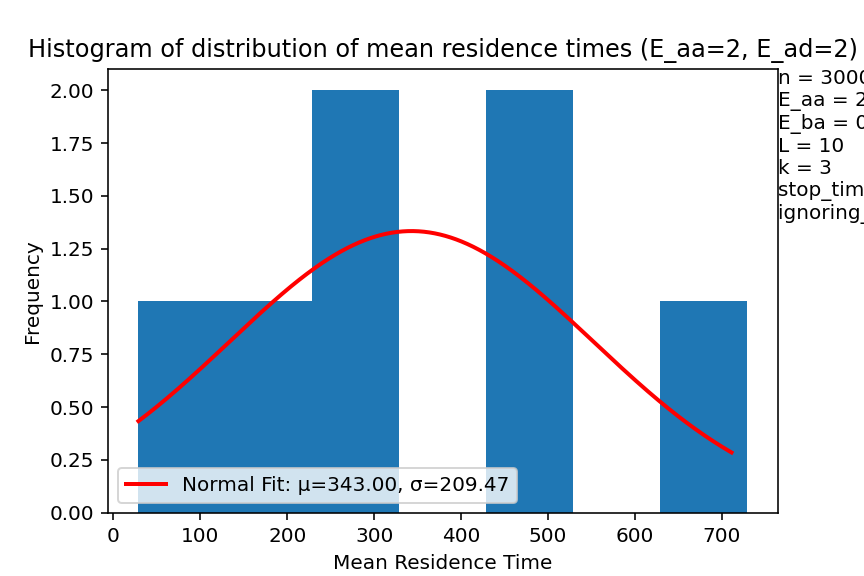 Histogram of distribution of mean residence times (E_aa=2, E_ad=2)
n = 3000
E_aa = 2
E_ba = 0
L = 10
k = 3
stop_tim
ignoring_
2.00
1.75
1.50
1.25
1.00
0.75
0.50
0.25
0.00
Frequency
Normal Fit: μ=343.00, σ=209.47
0 100 200 300 400 500 600 700
Mean Residence Time